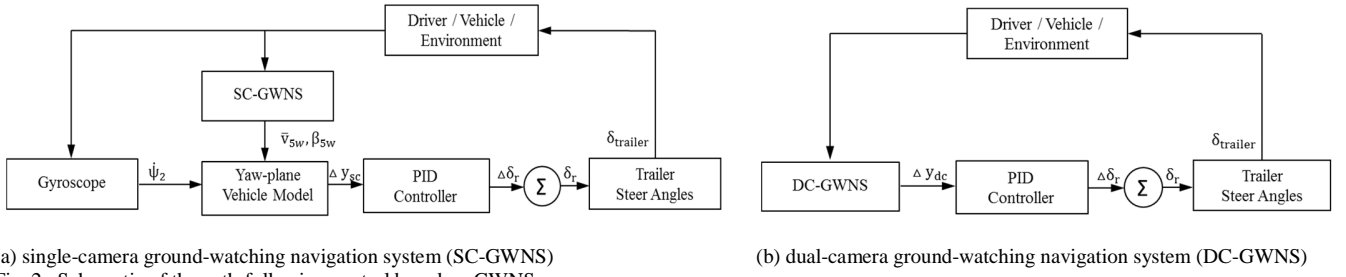 Driver / Vehicle /
Environment
SC-GWNS
v̄5w, β5w
Gyroscope
ψ̇2
Yaw-plane
Vehicle Model
Δ ysc
PID
Controller
Δδr
Σ
δr
Trailer
Steer Angles
δtrailer
Driver / Vehicle /
Environment
DC-GWNS
Δ ydc
PID
Controller
Δδr
Σ
δr
Trailer
Steer Angles
δtrailer
a) single-camera ground-watching navigation system (SC-GWNS)
(b) dual-camera ground-watching navigation system (DC-GWNS)